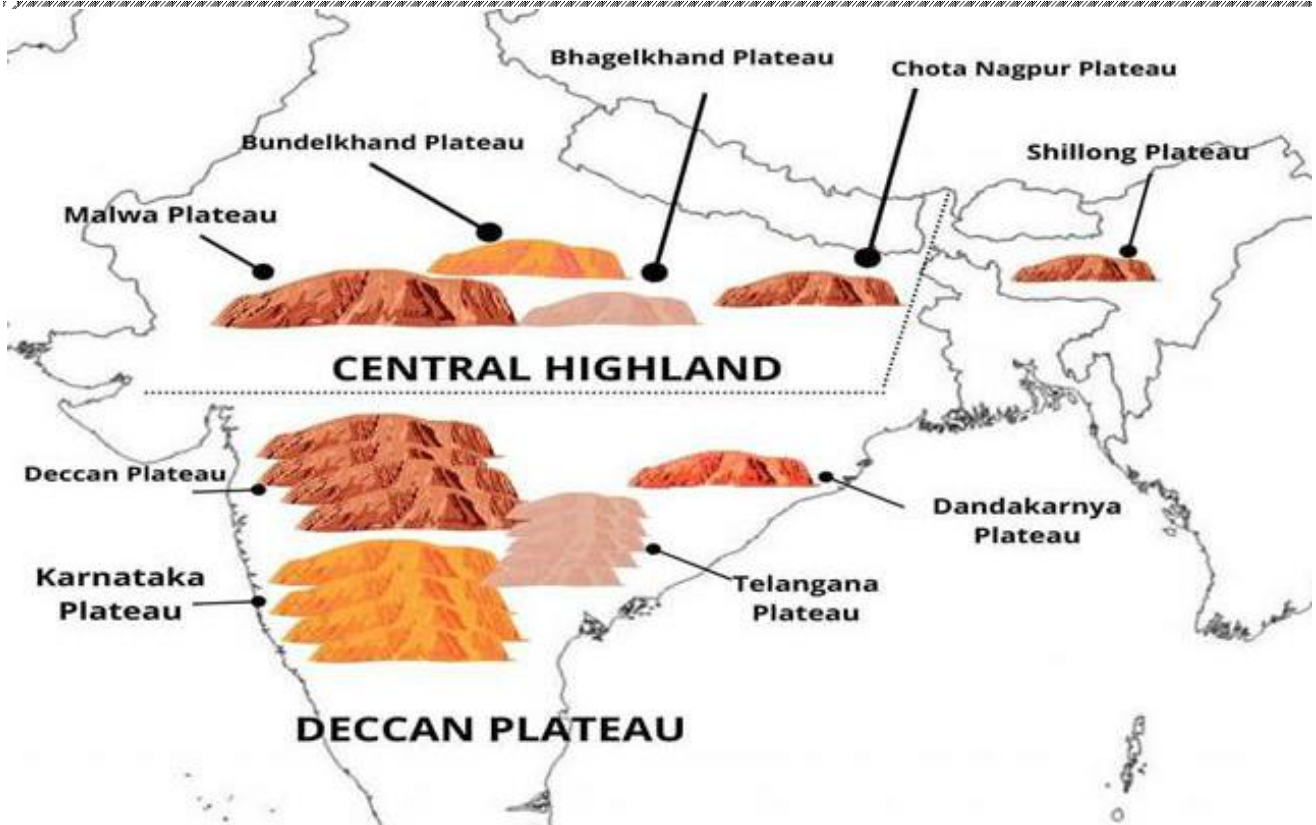 Bhagelkhand Plateau
Chota Nagpur Plateau
Bundelkhand Plateau
Shillong Plateau
Malwa Plateau
CENTRAL HIGHLAND
Deccan Plateau
Dandakarnya
Plateau
Karnataka
Plateau
Telangana
Plateau
DECCAN PLATEAU